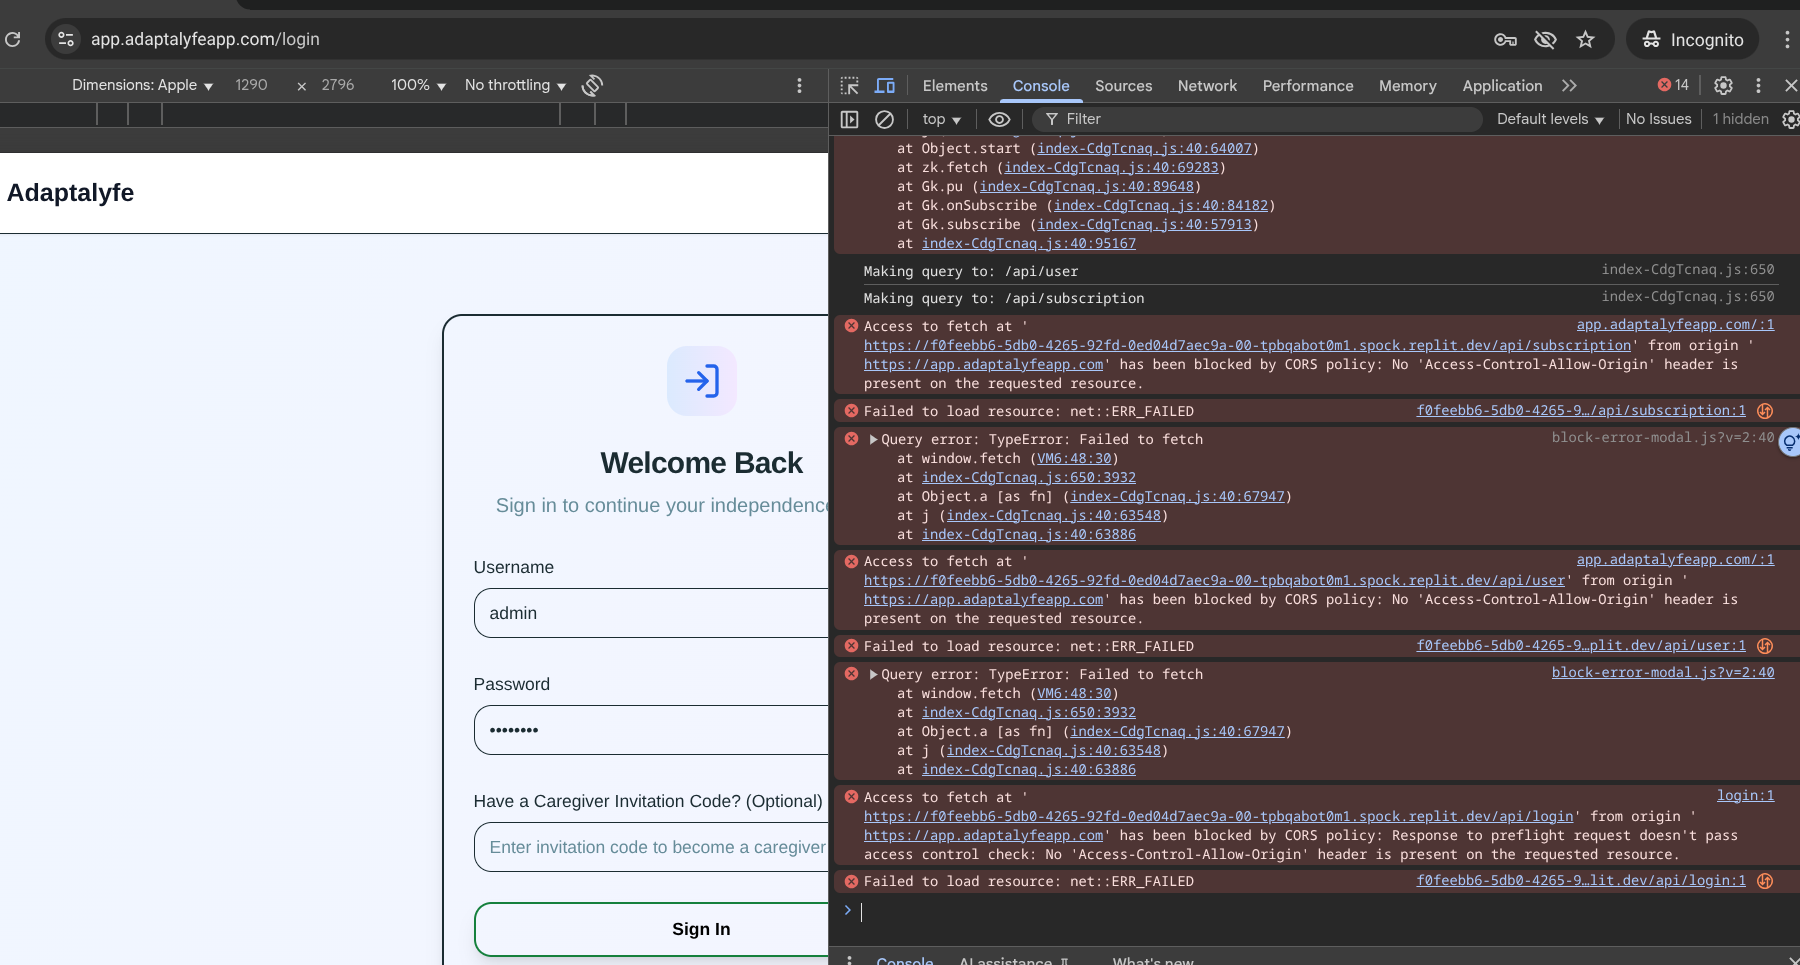 app.adaptalyfeapp.com/login
Incognito
Dimensions: Apple ▼ 1290 × 2796 100% ▼ No throttling ▼
Elements Console Sources Network Performance Memory Application 14
top ▼ Filter Default levels ▼ No Issues 1 hidden
at Object.start (index-CdgTcnaq.js:40:64007)
at zk.fetch (index-CdgTcnaq.js:40:69283)
at Gk.pu (index-CdgTcnaq.js:40:89648)
at Gk.onSubscribe (index-CdgTcnaq.js:40:84182)
at Gk.subscribe (index-CdgTcnaq.js:40:57913)
at index-CdgTcnaq.js:40:95167
Making query to: /api/user index-CdgTcnaq.js:650
Making query to: /api/subscription index-CdgTcnaq.js:650
Access to fetch at ' app.adaptalyfeapp.com/:1
https://f0feebb6-5db0-4265-92fd-0ed04d7aec9a-00-tpbqabot0m1.spock.replit.dev/api/subscription' from origin '
https://app.adaptalyfeapp.com' has been blocked by CORS policy: No 'Access-Control-Allow-Origin' header is
present on the requested resource.
Failed to load resource: net::ERR_FAILED f0feebb6-5db0-4265-9…/api/subscription:1
Query error: TypeError: Failed to fetch block-error-modal.js?v=2:40
at window.fetch (VM6:48:30)
at index-CdgTcnaq.js:650:3932
at Object.a [as fn] (index-CdgTcnaq.js:40:67947)
at j (index-CdgTcnaq.js:40:63548)
at index-CdgTcnaq.js:40:63886
Access to fetch at ' app.adaptalyfeapp.com/:1
https://f0feebb6-5db0-4265-92fd-0ed04d7aec9a-00-tpbqabot0m1.spock.replit.dev/api/user' from origin '
https://app.adaptalyfeapp.com' has been blocked by CORS policy: No 'Access-Control-Allow-Origin' header is
present on the requested resource.
Failed to load resource: net::ERR_FAILED f0feebb6-5db0-4265-9…plit.dev/api/user:1
Query error: TypeError: Failed to fetch block-error-modal.js?v=2:40
at window.fetch (VM6:48:30)
at index-CdgTcnaq.js:650:3932
at Object.a [as fn] (index-CdgTcnaq.js:40:67947)
at j (index-CdgTcnaq.js:40:63548)
at index-CdgTcnaq.js:40:63886
Access to fetch at ' login:1
https://f0feebb6-5db0-4265-92fd-0ed04d7aec9a-00-tpbqabot0m1.spock.replit.dev/api/login' from origin '
https://app.adaptalyfeapp.com' has been blocked by CORS policy: Response to preflight request doesn't pass
access control check: No 'Access-Control-Allow-Origin' header is present on the requested resource.
Failed to load resource: net::ERR_FAILED f0feebb6-5db0-4265-9…lit.dev/api/login:1
Console AI assistance What's new
Adaptalyfe
Welcome Back
Sign in to continue your independence
Username
admin
Password
••••••••
Have a Caregiver Invitation Code? (Optional)
Enter invitation code to become a caregiver
Sign In